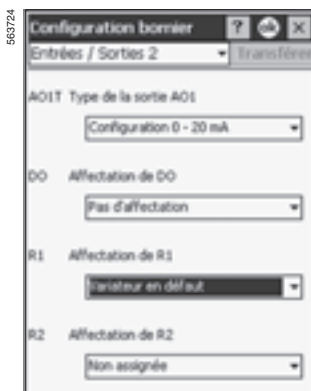 563724
Configuration bornier ? ok X
Entrées / Sorties 2 Transférer
AO1T Type de la sortie AO1
Configuration 0 - 20 mA
DO Affectation de DO
Pas d'affectation
R1 Affectation de R1
Variateur en défaut
R2 Affectation de R2
Non assignée